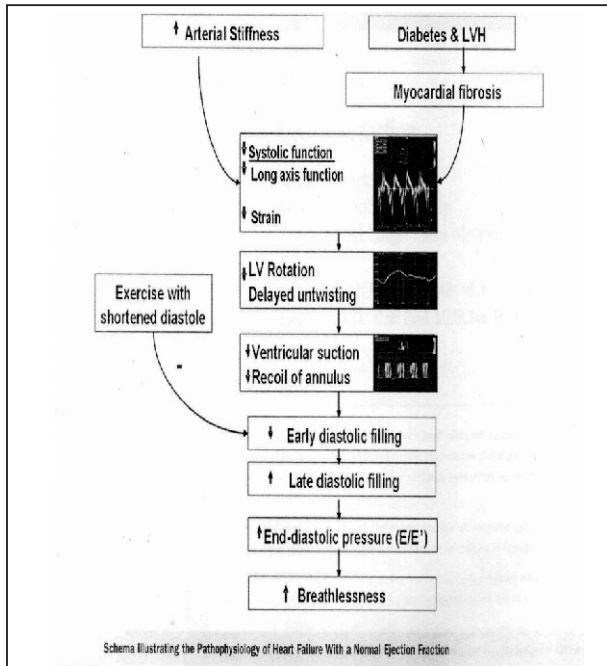 ↑ Arterial Stiffness
Diabetes & LVH
Myocardial fibrosis
↓ Systolic function
↓ Long axis function
↓ Strain
↓ LV Rotation
Delayed untwisting
Exercise with
shortened diastole
↓ Ventricular suction
↓ Recoil of annulus
↓ Early diastolic filling
↑ Late diastolic filling
↑ End-diastolic pressure (E/E')
↑ Breathlessness
Schema Illustrating the Pathophysiology of Heart Failure With a Normal Ejection Fraction